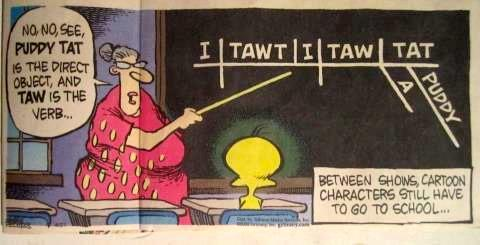 NO, NO, SEE,
PUDDY TAT
IS THE DIRECT
OBJECT, AND
TAW IS THE
VERB...
I TAWT I TAW TAT
A
PUDDY
BETWEEN SHOWS, CARTOON
CHARACTERS STILL HAVE
TO GO TO SCHOOL...